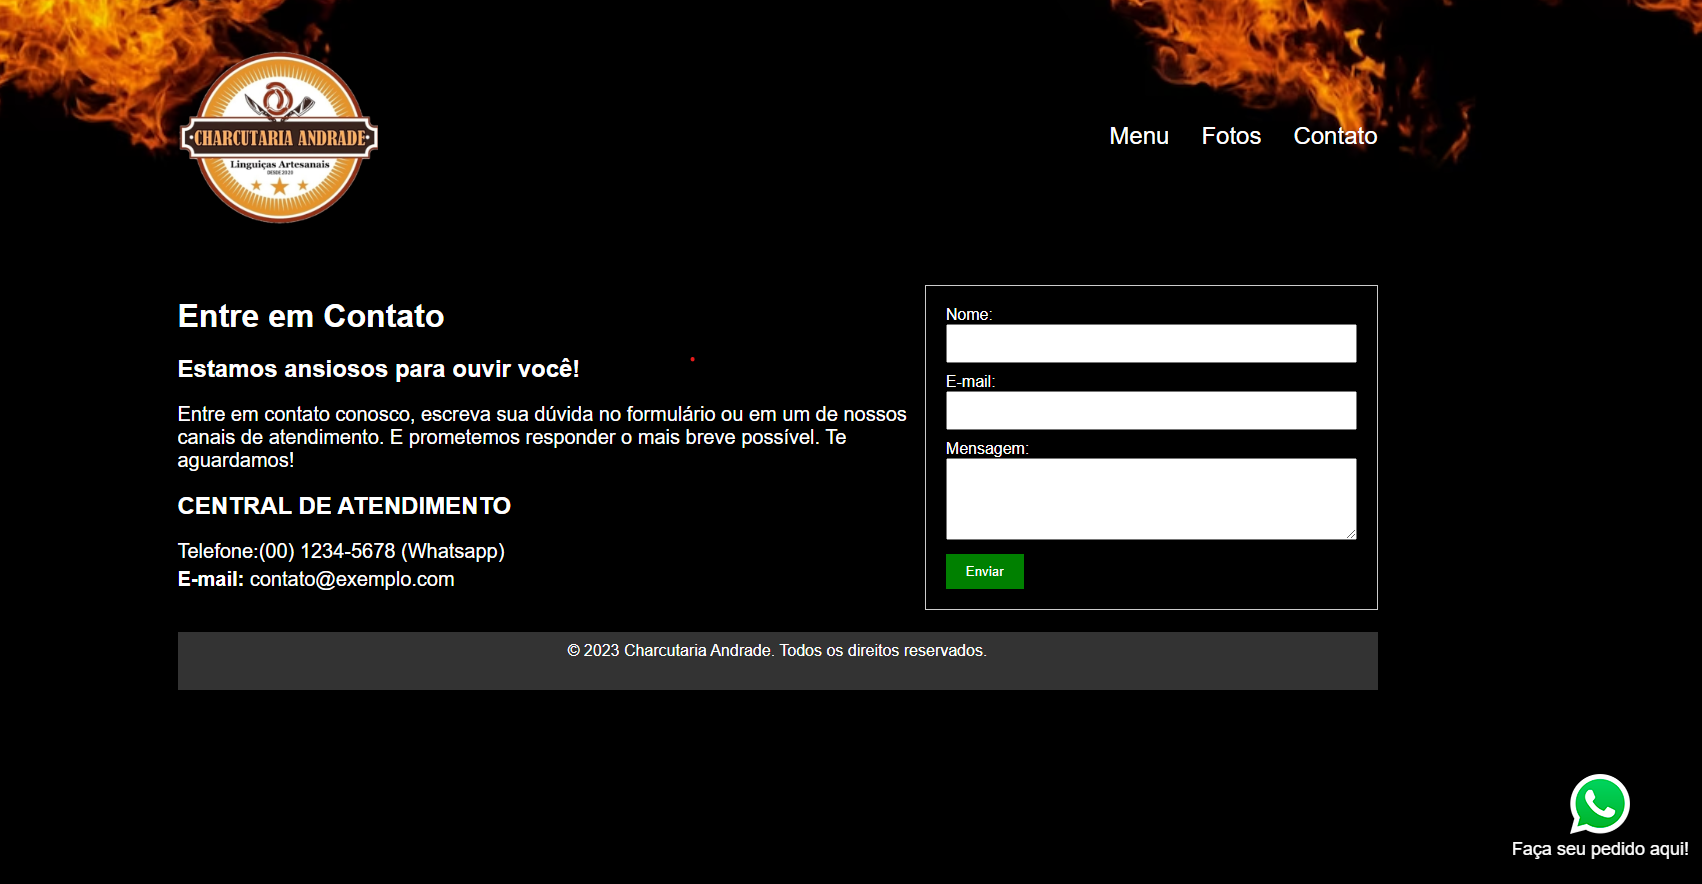 CHARCUTARIA ANDRADE
Linguiças Artesanais
DESDE 2020
Menu Fotos Contato
Entre em Contato
Estamos ansiosos para ouvir você!
Entre em contato conosco, escreva sua dúvida no formulário ou em um de nossos
canais de atendimento. E prometemos responder o mais breve possível. Te
aguardamos!
CENTRAL DE ATENDIMENTO
Telefone:(00) 1234-5678 (Whatsapp)
E-mail: contato@exemplo.com
Nome:
E-mail:
Mensagem:
Enviar
© 2023 Charcutaria Andrade. Todos os direitos reservados.
Faça seu pedido aqui!